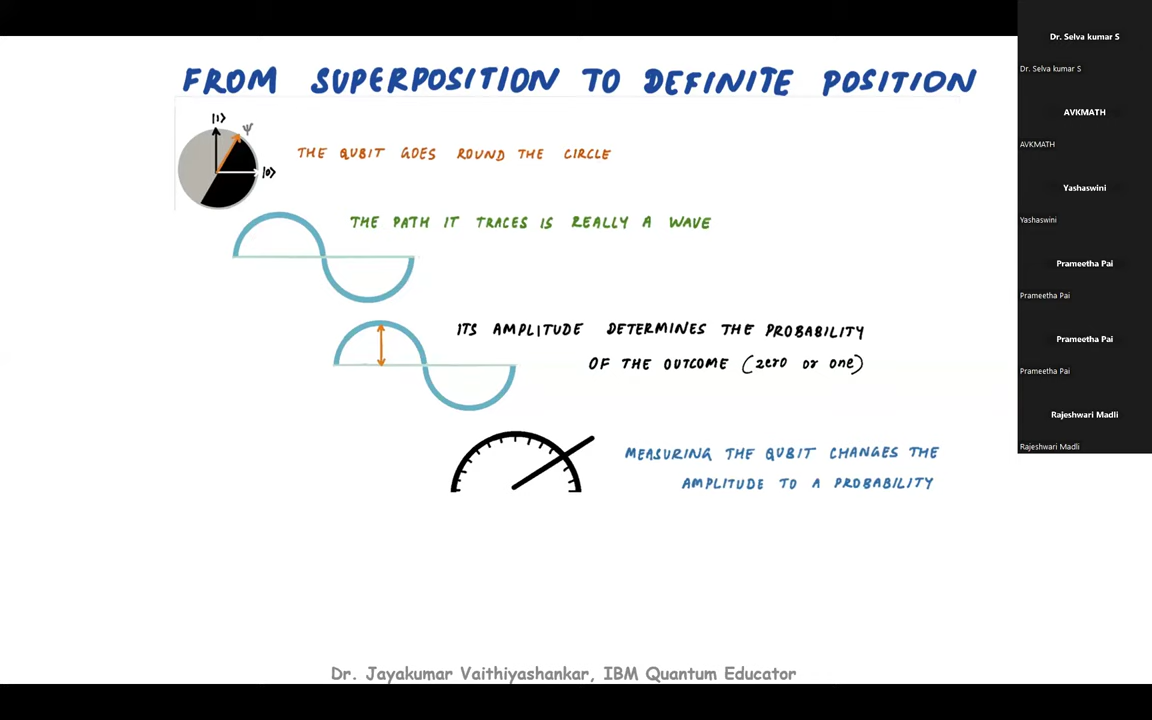 FROM SUPERPOSITION TO DEFINITE POSITION
|1>
Ψ
|0>
THE QUBIT GOES ROUND THE CIRCLE
THE PATH IT TRACES IS REALLY A WAVE
ITS AMPLITUDE DETERMINES THE PROBABILITY
OF THE OUTCOME (zero or one)
MEASURING THE QUBIT CHANGES THE
AMPLITUDE TO A PROBABILITY
Dr. Jayakumar Vaithiyashankar, IBM Quantum Educator
Dr. Selva kumar S
Dr. Selva kumar S
AVKMATH
AVKMATH
Yashaswini
Yashaswini
Prameetha Pai
Prameetha Pai
Prameetha Pai
Prameetha Pai
Rajeshwari Madli
Rajeshwari Madli